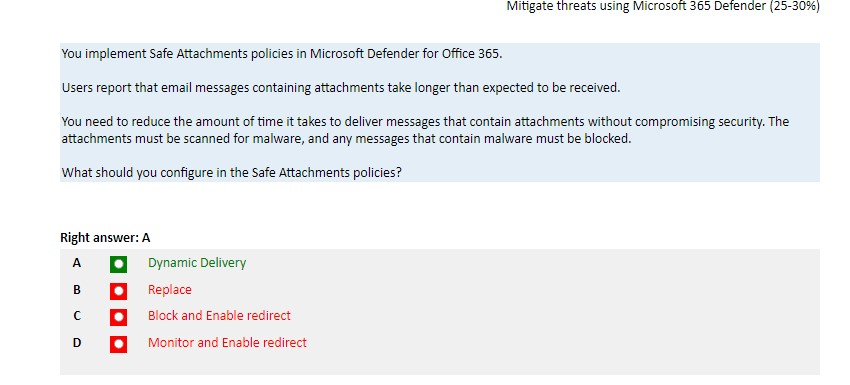 Mitigate threats using Microsoft 365 Defender (25-30%)
You implement Safe Attachments policies in Microsoft Defender for Office 365.
Users report that email messages containing attachments take longer than expected to be received.
You need to reduce the amount of time it takes to deliver messages that contain attachments without compromising security. The
attachments must be scanned for malware, and any messages that contain malware must be blocked.
What should you configure in the Safe Attachments policies?
Right answer: A
A Dynamic Delivery
B Replace
C Block and Enable redirect
D Monitor and Enable redirect